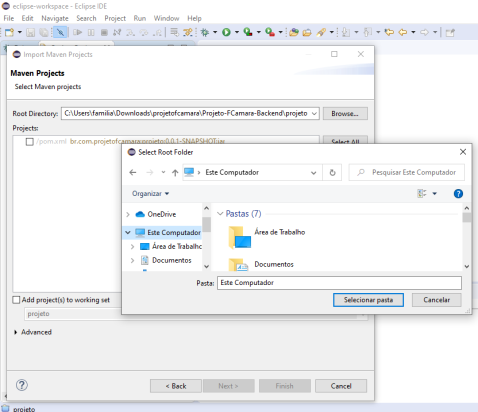 eclipse-workspace - Eclipse IDE
File Edit Navigate Search Project Run Window Help
Import Maven Projects
Maven Projects
Select Maven projects
Root Directory: C:\Users\familia\Downloads\projetofcamara\Projeto-FCamara-Backend\projeto Browse...
Projects:
/pom.xml br.com.projetofcamara:projeto:0.0.1-SNAPSHOT:jar Select All
Select Root Folder
Este Computador Pesquisar Este Computador
Organizar
OneDrive
Este Computador
Área de Trabalho
Documentos
Pastas (7)
Área de Trabalho
Documentos
Pasta: Este Computador
Selecionar pasta Cancelar
Add project(s) to working set
projeto
Advanced
< Back Next > Finish Cancel
projeto